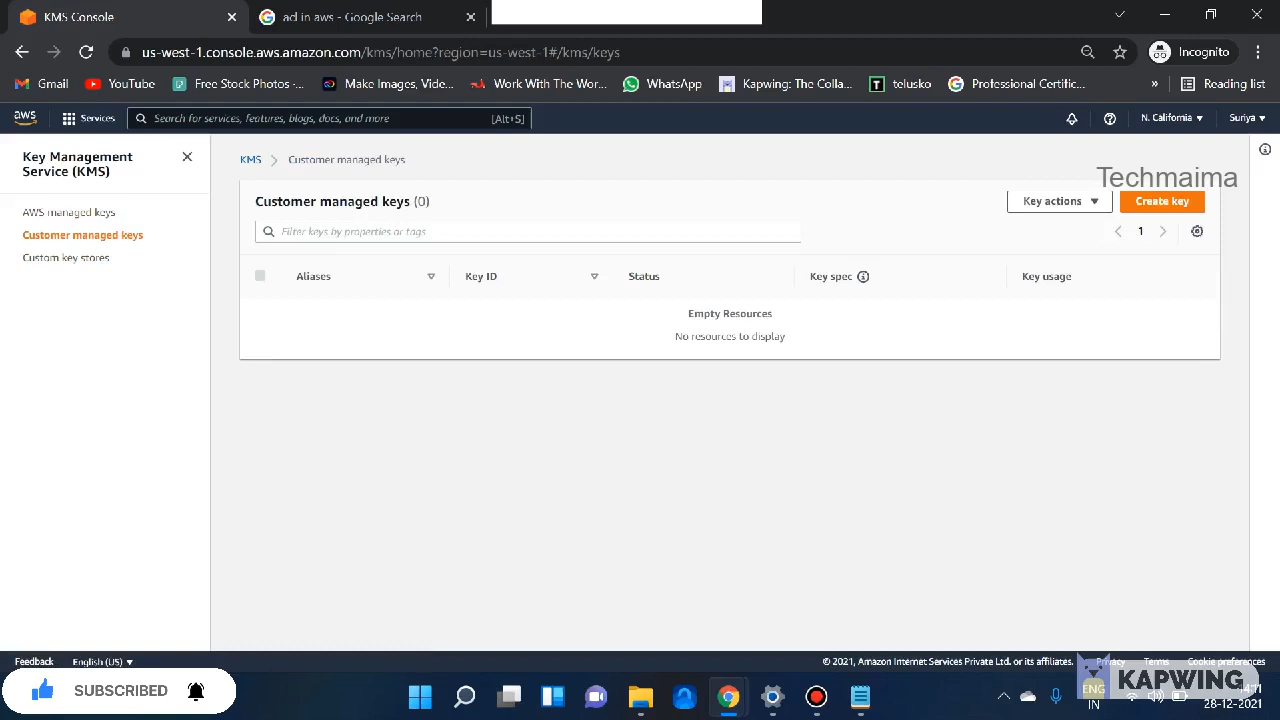 KMS Console
ad in aws - Google Search
us-west-1.console.aws.amazon.com/kms/home?region=us-west-1#/kms/keys
Incognito
Gmail
YouTube
Free Stock Photos -...
Make Images, Vide...
Work With The Wor...
WhatsApp
Kapwing: The Colla...
T
telusko
Professional Certific...
»
Reading list
aws
Services
Search for services, features, blogs, docs, and more
[Alt+S]
N. California ▼
Suriya ▼
Key Management
Service (KMS)
AWS managed keys
Customer managed keys
Custom key stores
KMS
Customer managed keys
Techmaima
Customer managed keys (0)
Key actions ▼
Create key
Filter keys by properties or tags
1
Aliases
Key ID
Status
Key spec
Key usage
Empty Resources
No resources to display
Feedback
English (US) ▼
© 2021, Amazon Internet Services Private Ltd. or its affiliates.
Privacy
Terms
Cookie preferences
SUBSCRIBED
ENG
IN
KAPWING
14:11
28-12-2021